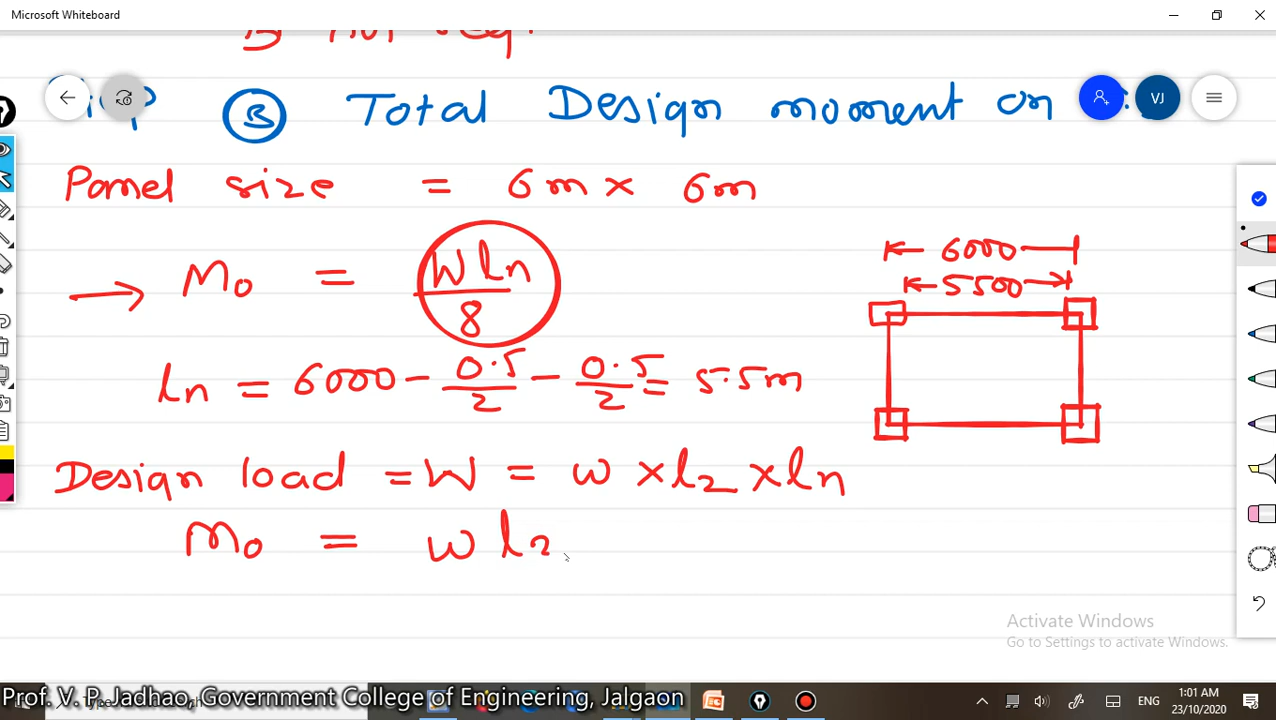 Microsoft Whiteboard
Total Design moment on
VJ
B
Panel size = 6m x 6m
← 6000
← 5500 →
→ Mo = Wln/8
ln = 6000 - 0.5/2 - 0.5/2 = 5.5m
Design load = W = w x l2 x ln
Mo = w l2
Activate Windows
Go to Settings to activate Windows.
Prof. V. P. Jadhao, Government College of Engineering, Jalgaon
ENG
1:01 AM
23/10/2020